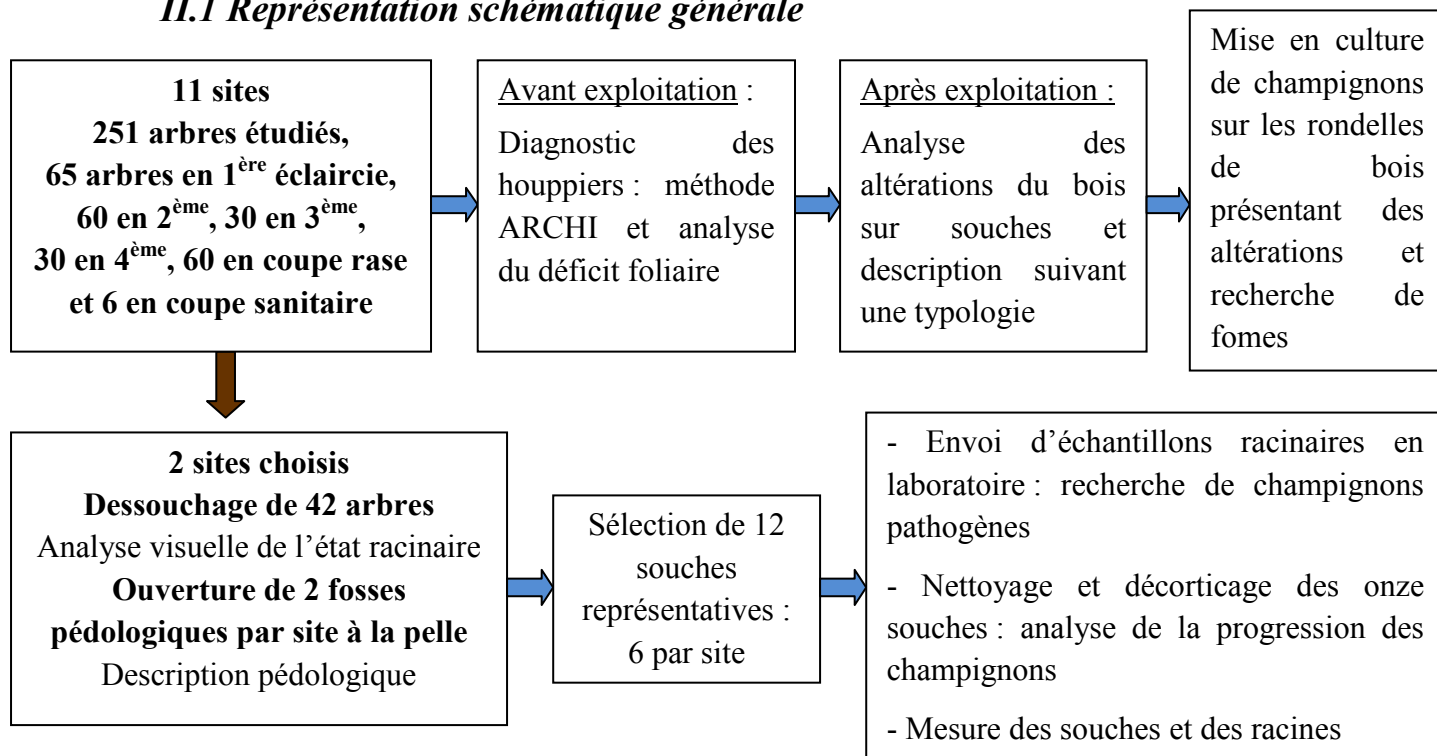 II.1 Représentation schématique générale
11 sites
251 arbres étudiés,
65 arbres en 1ère éclaircie,
60 en 2ème, 30 en 3ème,
30 en 4ème, 60 en coupe rase
et 6 en coupe sanitaire
Avant exploitation :
Diagnostic des
houppiers : méthode
ARCHI et analyse
du déficit foliaire
Après exploitation :
Analyse des
altérations du bois
sur souches et
description suivant
une typologie
Mise en culture
de champignons
sur les rondelles
de bois
présentant des
altérations et
recherche de
fomes
2 sites choisis
Dessouchage de 42 arbres
Analyse visuelle de l’état racinaire
Ouverture de 2 fosses
pédologiques par site à la pelle
Description pédologique
Sélection de 12
souches
représentatives :
6 par site
- Envoi d’échantillons racinaires en
laboratoire : recherche de champignons
pathogènes
- Nettoyage et décorticage des onze
souches : analyse de la progression des
champignons
- Mesure des souches et des racines